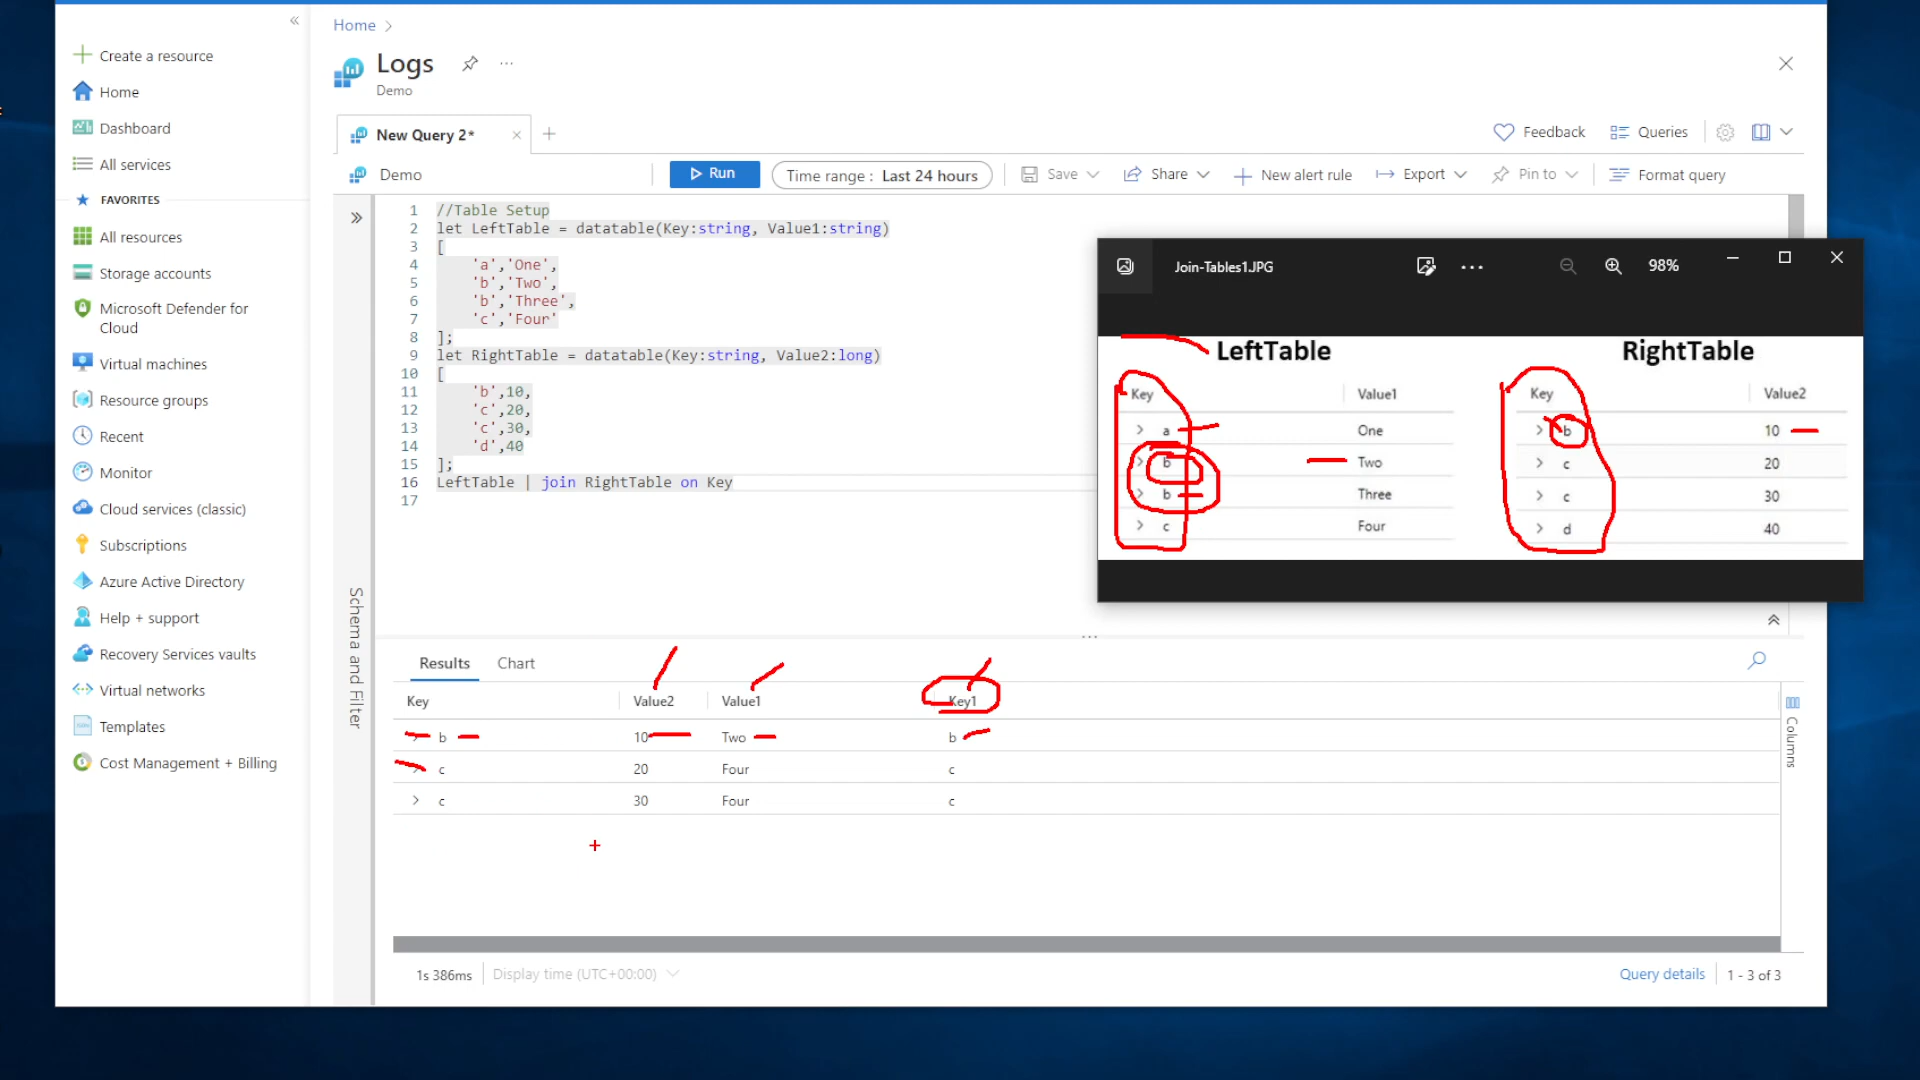 «
Create a resource
Home
Dashboard
All services
FAVORITES
All resources
Storage accounts
Microsoft Defender for
Cloud
Virtual machines
Resource groups
Recent
Monitor
Cloud services (classic)
Subscriptions
Azure Active Directory
Help + support
Recovery Services vaults
Virtual networks
Templates
Cost Management + Billing
Home >
Logs ...
Demo
New Query 2* × +
Feedback Queries
Demo
Run
Time range : Last 24 hours
Save Share New alert rule Export Pin to Format query
»
Schema and Filter
1 //Table Setup
2 let LeftTable = datatable(Key:string, Value1:string)
3 [
4 'a','One',
5 'b','Two',
6 'b','Three',
7 'c','Four'
8 ];
9 let RightTable = datatable(Key:string, Value2:long)
10 [
11 'b',10,
12 'c',20,
13 'c',30,
14 'd',40
15 ];
16 LeftTable | join RightTable on Key
17
Join-Tables1.JPG ... 98%
LeftTable
Key Value1
> a One
> b Two
> b Three
> c Four
RightTable
Key Value2
> b 10
> c 20
> c 30
> d 40
Results Chart
Key Value2 Value1 Key1
b 10 Two b
> c 20 Four c
> c 30 Four c
Columns
1s 386ms Display time (UTC+00:00)
Query details 1 - 3 of 3